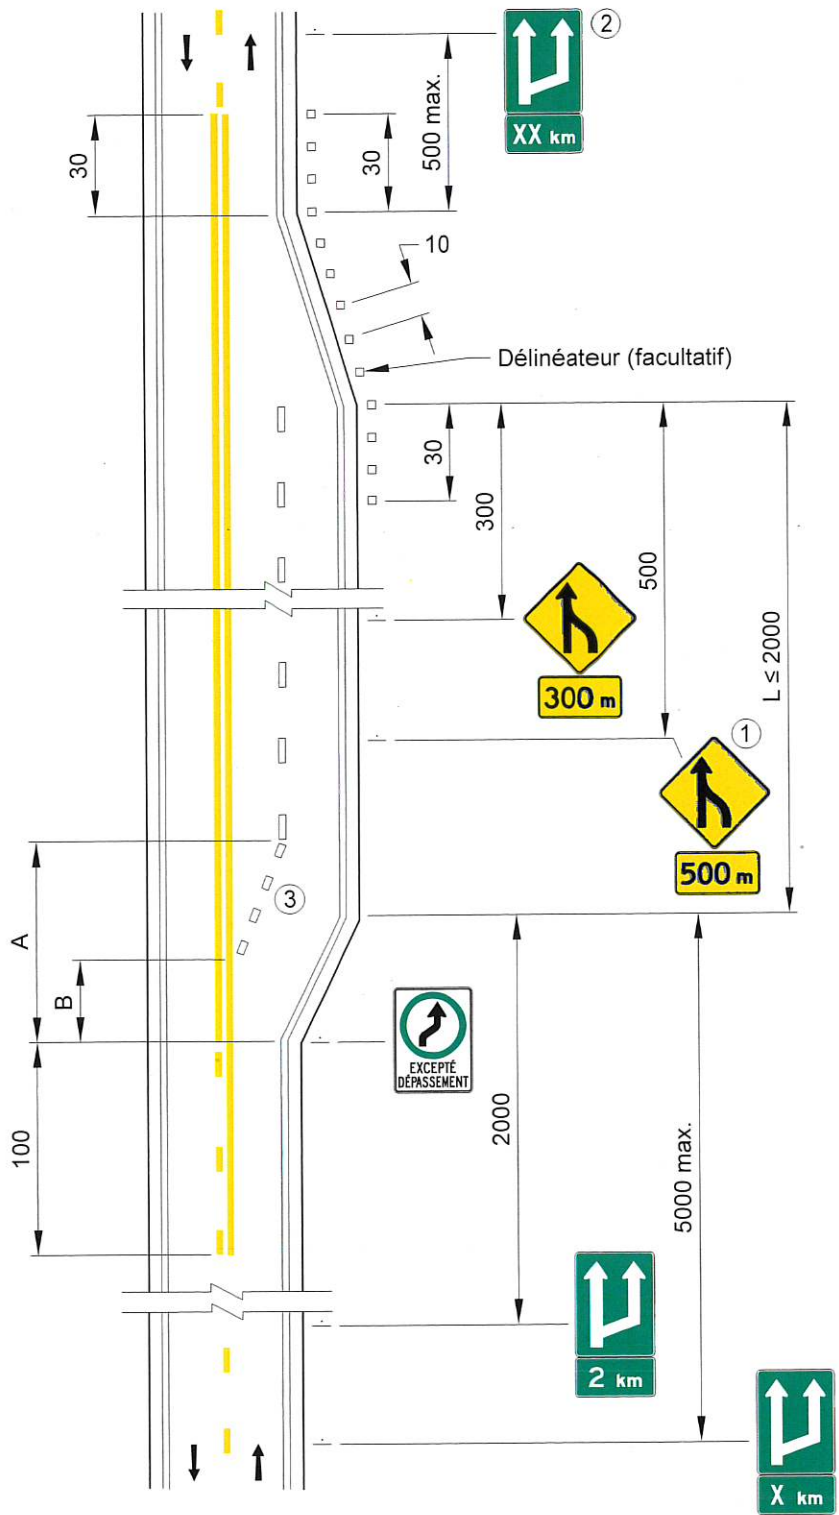 2
XX km
500 max.
30
30
10
Délinéateur (facultatif)
30
300
500
L ≤ 2000
300 m
1
500 m
3
A
B
EXCEPTÉ
DÉPASSEMENT
100
2000
5000 max.
2 km
X km